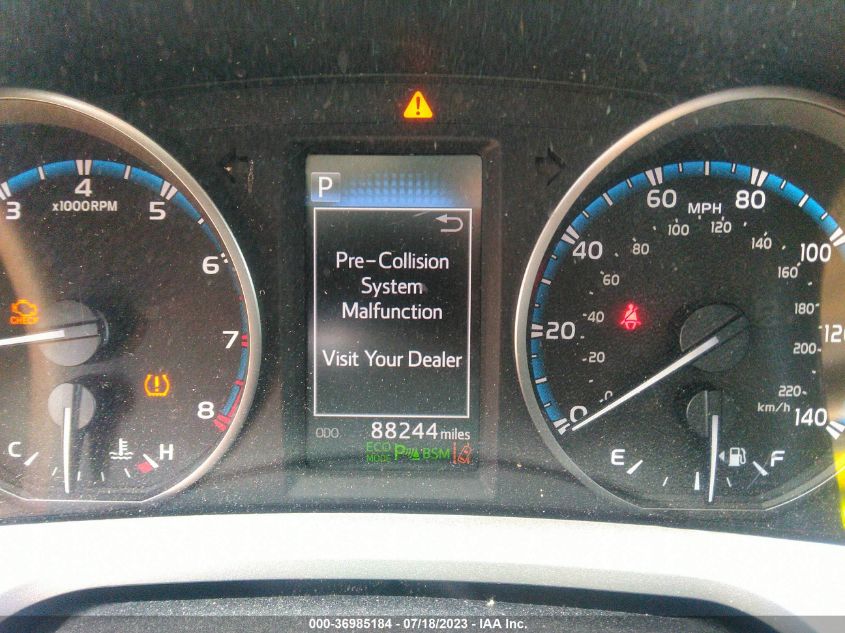 3 4 5 6 7 8
x1000RPM
CHECK
C H
P
Pre-Collision
System
Malfunction
Visit Your Dealer
ODO 88244 miles
ECO
MODE P BSM
0 20 40 60 80 100 120 140
MPH
0 20 40 60 80 100 120 140 160 180 200 220
km/h
E F
000-36985184 - 07/18/2023 - IAA Inc.